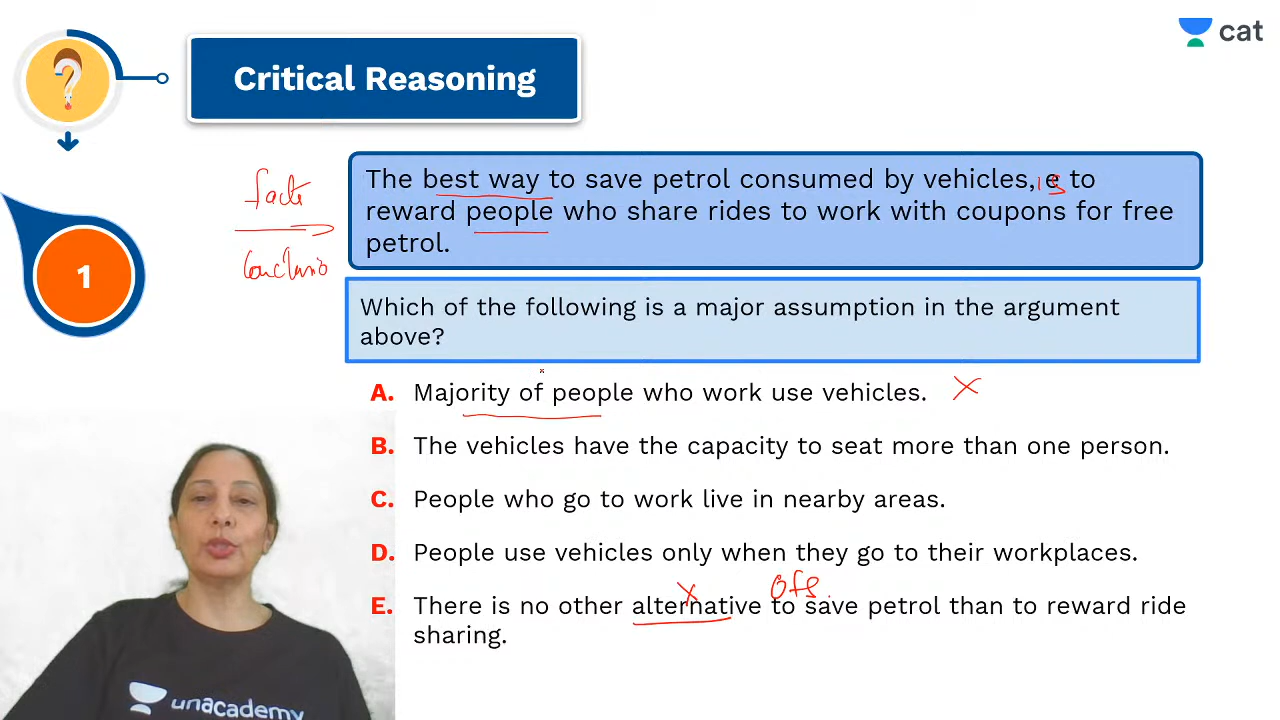 cat
Critical Reasoning
facts
conclusio
1
The best way to save petrol consumed by vehicles, is to
reward people who share rides to work with coupons for free
petrol.
Which of the following is a major assumption in the argument
above?
A. Majority of people who work use vehicles. X
B. The vehicles have the capacity to seat more than one person.
C. People who go to work live in nearby areas.
D. People use vehicles only when they go to their workplaces.
X
E. There is no other alternative to save petrol than to reward ride
sharing.
unacademy